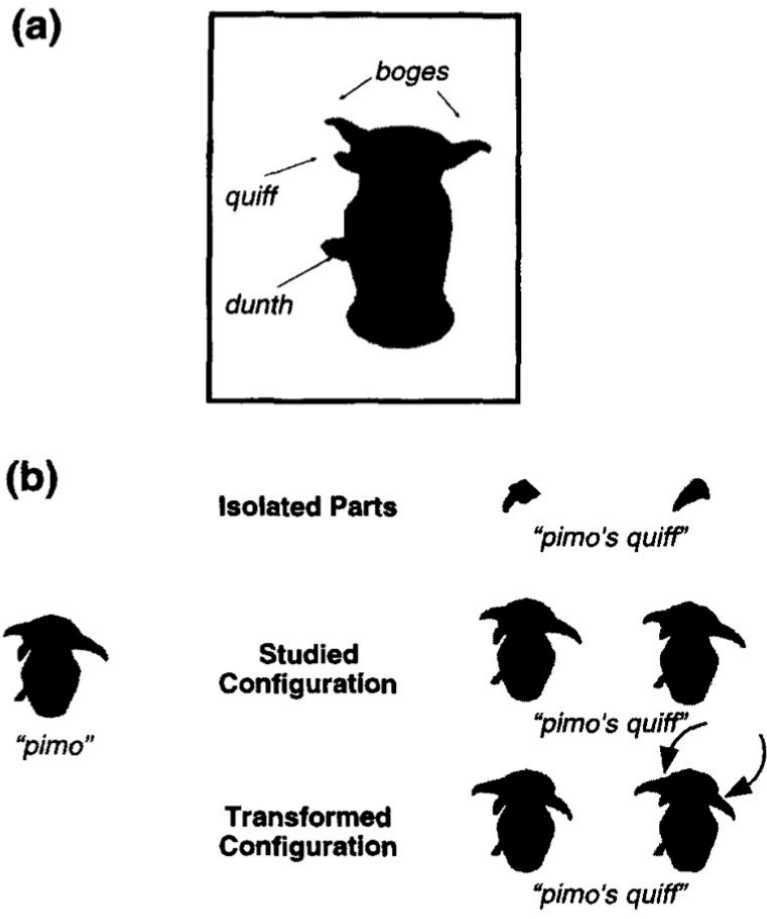 (a)
boges
quiff
dunth
(b)
Isolated Parts
“pimo's quiff”
Studied
Configuration
“pimo”
“pimo's quiff”
Transformed
Configuration
“pimo's quiff”